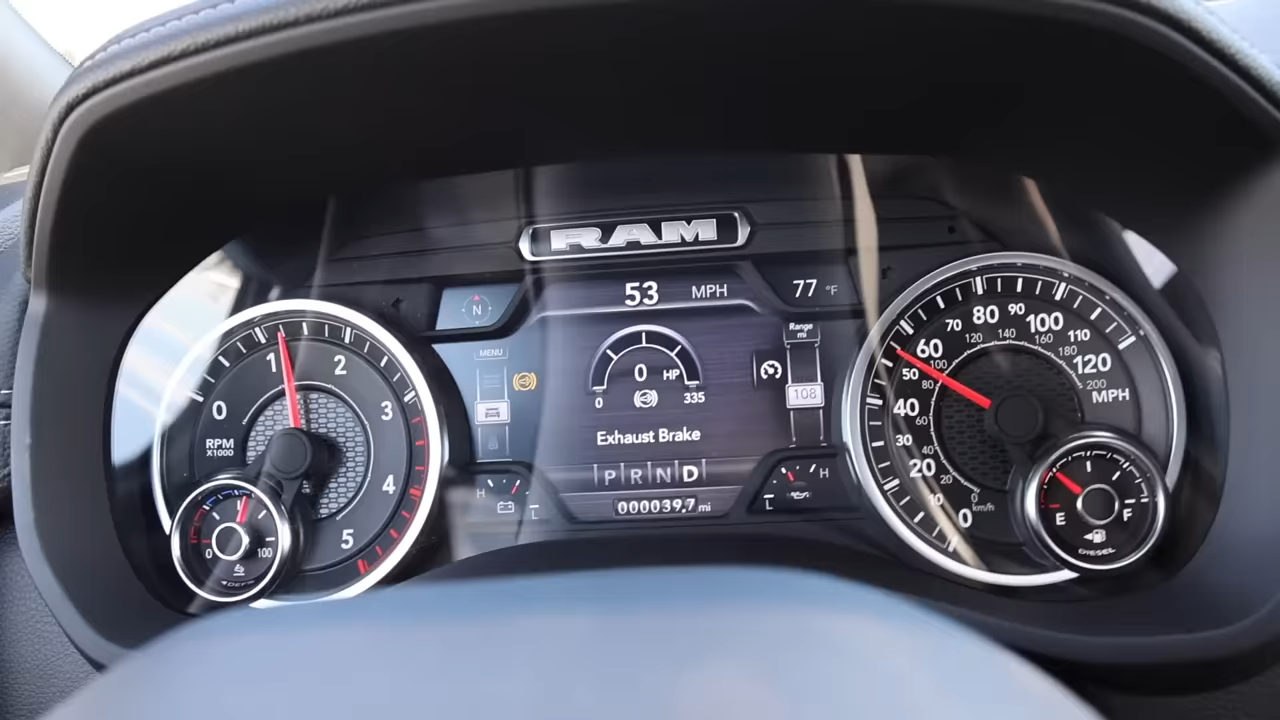 RAM
53 MPH
77 °F
N
MENU
Range
mi
108
0 HP
0 335
Exhaust Brake
P R N D
000039.7 mi
H L
L H
0 1 2 3 4 5
RPM
X1000
0 100
DEF
0 10 20 30 40 50 60 70 80 90 100 110 120
MPH
0 20 40 60 80 100 120 140 160 180 200
km/h
E F
DIESEL